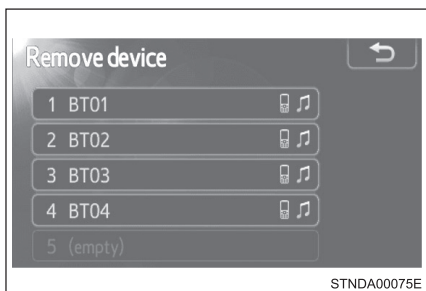 Remove device
1 BT01
2 BT02
3 BT03
4 BT04
5 (empty)
STNDA00075E